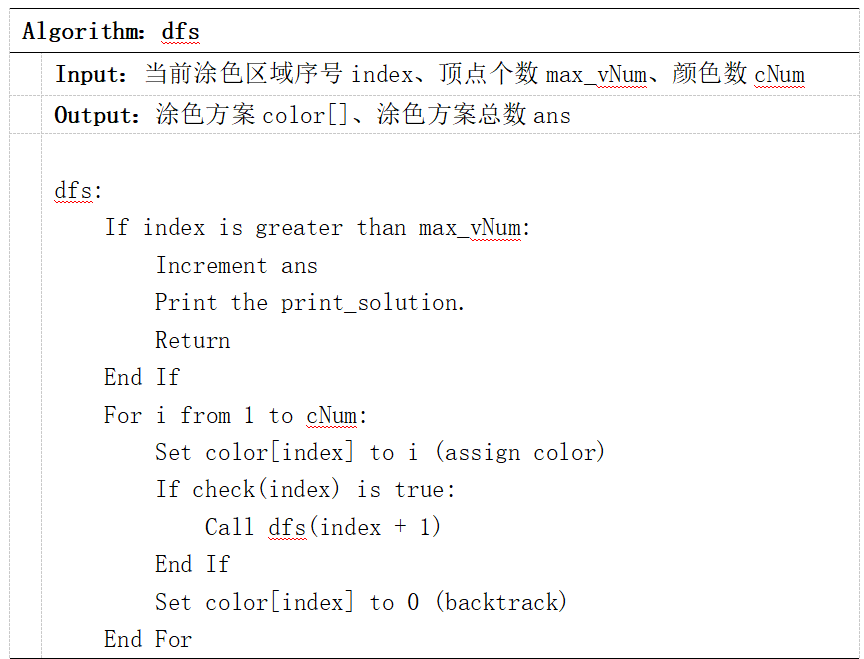 Algorithm: dfs
Input: 当前涂色区域序号 index、顶点个数 max_vNum、颜色数 cNum
Output: 涂色方案 color[]、涂色方案总数 ans
dfs:
If index is greater than max_vNum:
Increment ans
Print the print_solution.
Return
End If
For i from 1 to cNum:
Set color[index] to i (assign color)
If check(index) is true:
Call dfs(index + 1)
End If
Set color[index] to 0 (backtrack)
End For